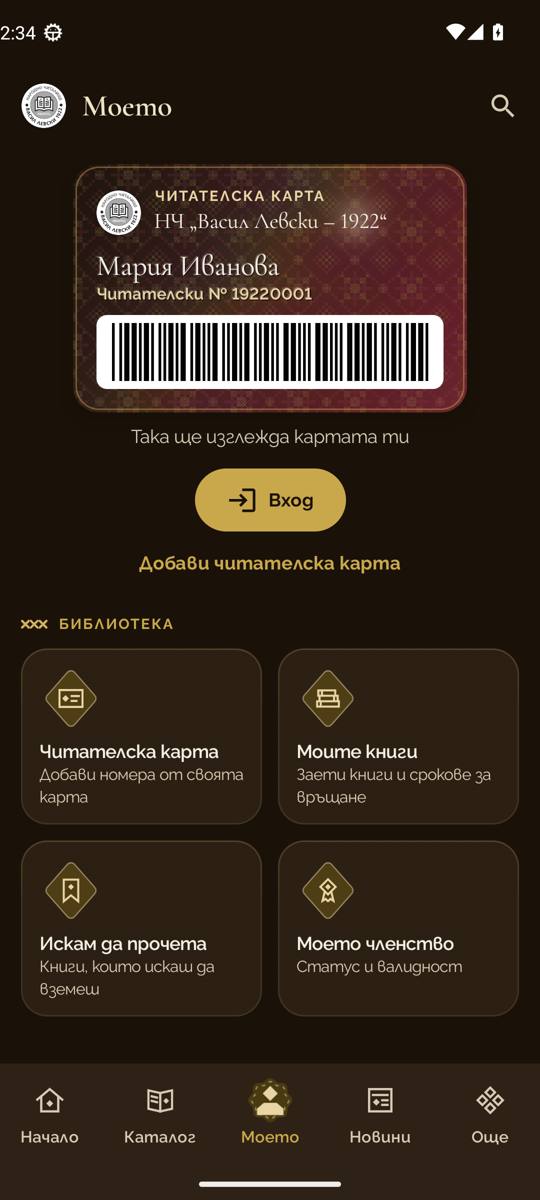 2:34
Моето
ЧИТАТЕЛСКА КАРТА
НЧ „Васил Левски – 1922“
Мария Иванова
Читателски № 19220001
Така ще изглежда картата ти
Вход
Добави читателска карта
БИБЛИОТЕКА
Читателска карта
Добави номера от своята
карта
Моите книги
Заети книги и срокове за
връщане
Искам да прочета
Книги, които искаш да
вземеш
Моето членство
Статус и валидност
Начало
Каталог
Моето
Новини
Още